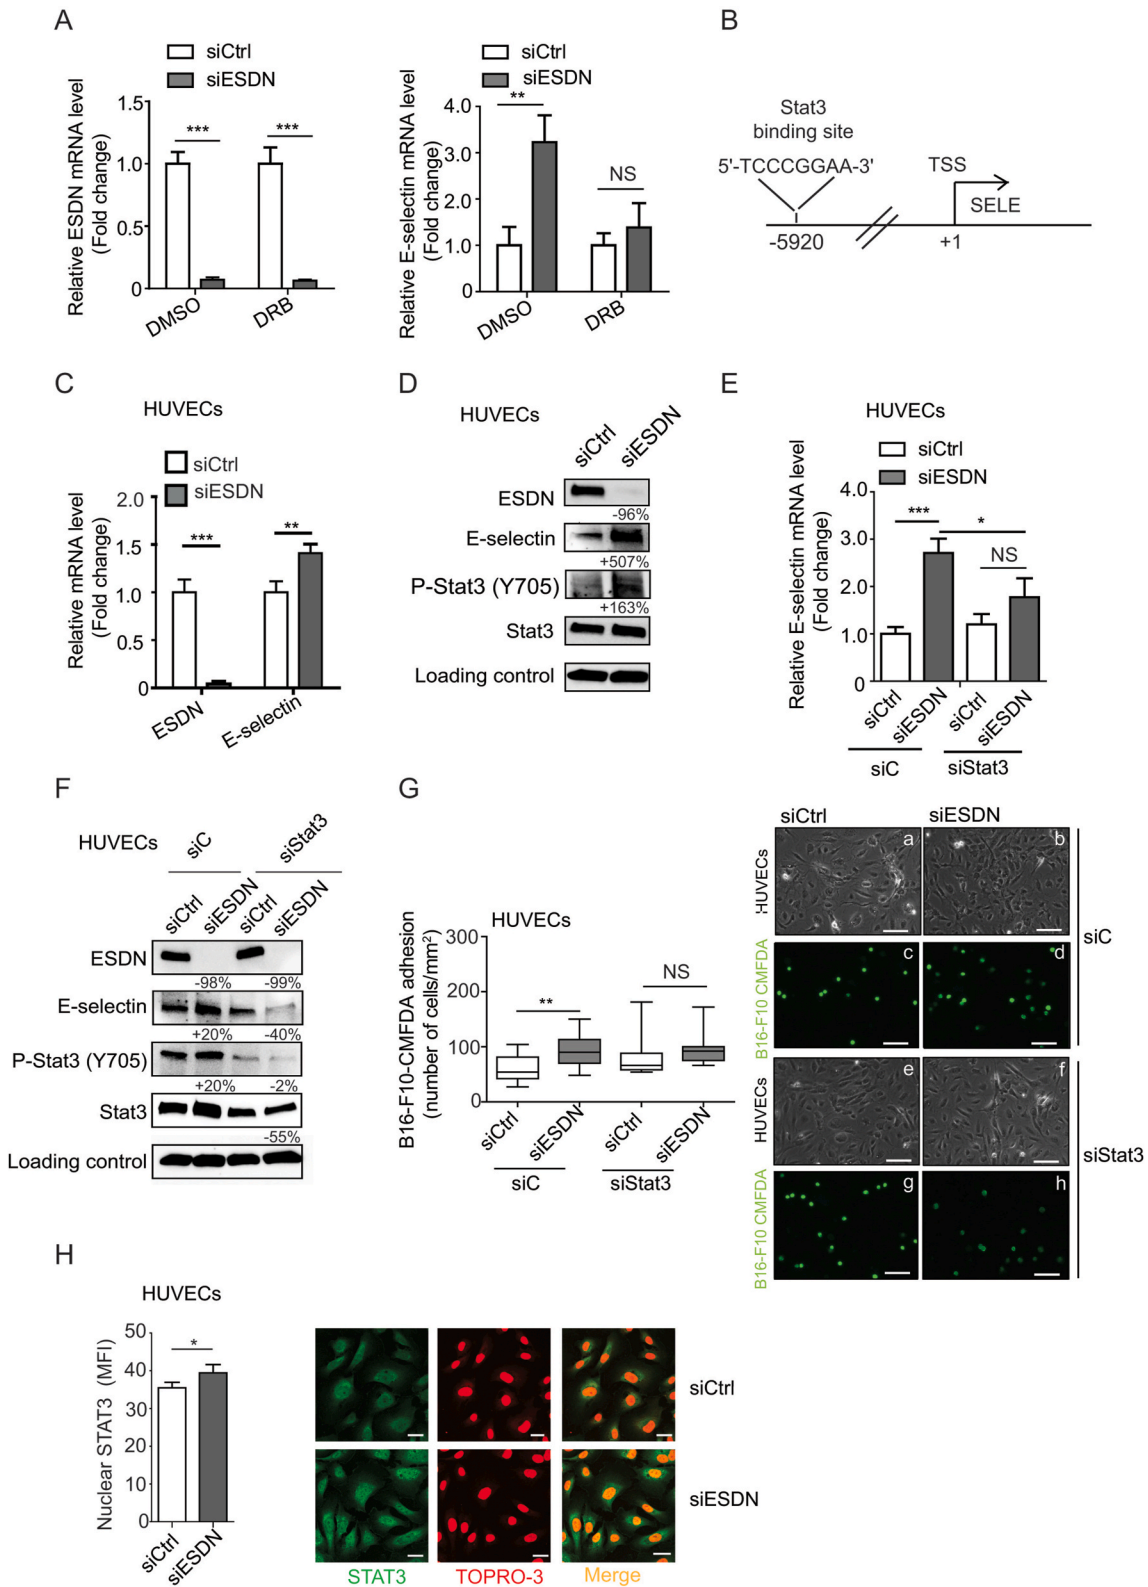 A
siCtrl
siESDN
Relative ESDN mRNA level
(Fold change)
1.5
1.0
0.5
0
***
***
DMSO
DRB
siCtrl
siESDN
Relative E-selectin mRNA level
(Fold change)
4.0
3.0
2.0
1.0
0
**
NS
DMSO
DRB
B
Stat3
binding site
5'-TCCCGGAA-3'
TSS
SELE
-5920
+1
C
HUVECs
siCtrl
siESDN
Relative mRNA level
(Fold change)
2.0
1.5
1.0
0.5
0
***
**
ESDN
E-selectin
D
HUVECs
siCtrl
siESDN
ESDN
-96%
E-selectin
+507%
P-Stat3 (Y705)
+163%
Stat3
Loading control
E
HUVECs
siCtrl
siESDN
Relative E-selectin mRNA level
(Fold change)
4.0
3.0
2.0
1.0
0
***
*
NS
siCtrl
siESDN
siCtrl
siESDN
siC
siStat3
F
HUVECs
siC
siStat3
siCtrl
siESDN
siCtrl
siESDN
ESDN
-98%
-99%
E-selectin
+20%
-40%
P-Stat3 (Y705)
+20%
-2%
Stat3
-55%
Loading control
G
HUVECs
B16-F10-CMFDA adhesion
(number of cells/mm²)
300
200
100
0
**
NS
siCtrl
siESDN
siCtrl
siESDN
siC
siStat3
siCtrl
siESDN
HUVECs
a
b
B16-F10 CMFDA
c
d
siC
HUVECs
e
f
B16-F10 CMFDA
g
h
siStat3
H
HUVECs
Nuclear STAT3 (MFI)
50
40
30
20
10
0
*
siCtrl
siESDN
siCtrl
siESDN
STAT3
TOPRO-3
Merge